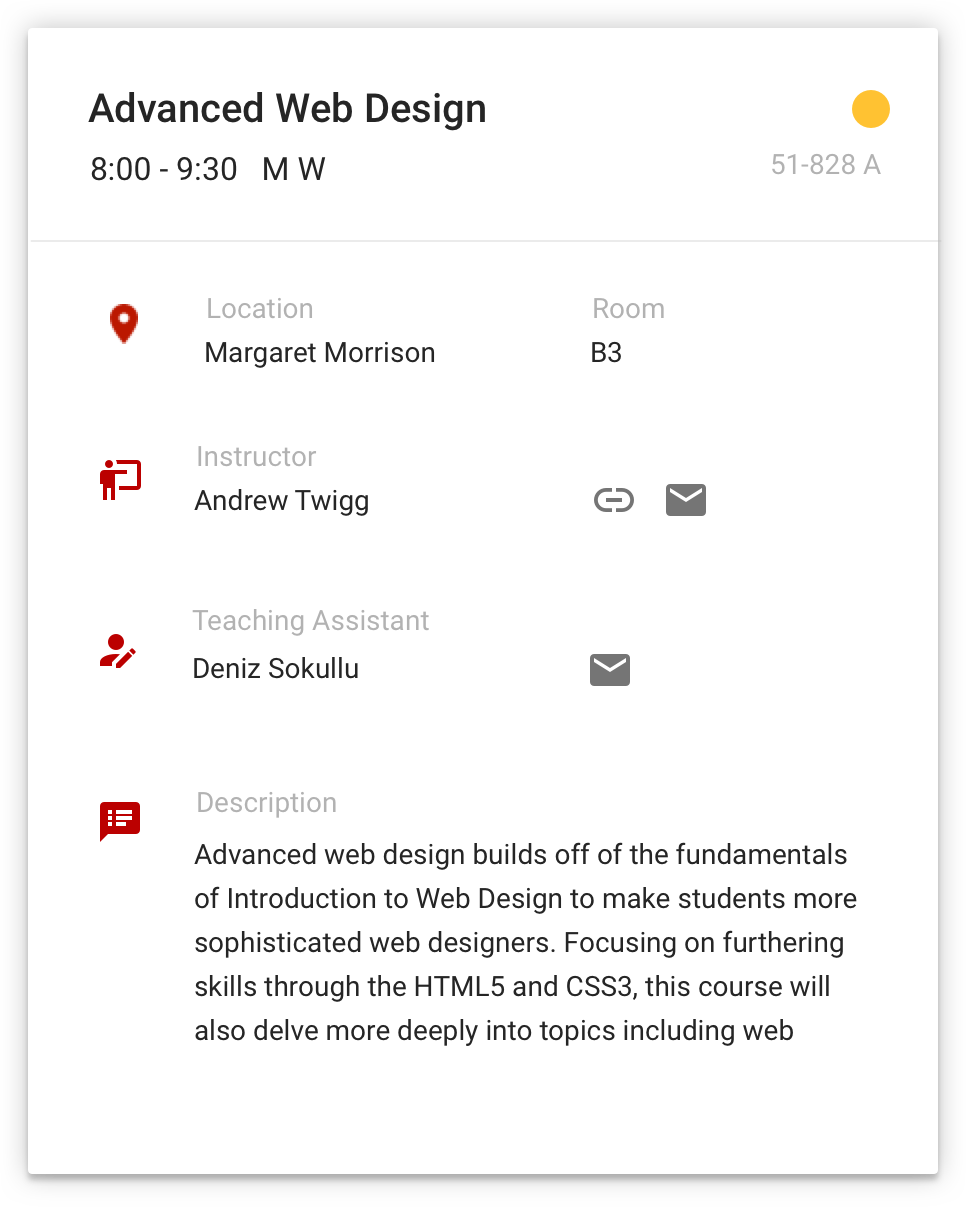 Advanced Web Design
8:00 - 9:30 M W
51-828 A
Location
Room
Margaret Morrison
B3
Instructor
Andrew Twigg
Teaching Assistant
Deniz Sokullu
Description
Advanced web design builds off of the fundamentals
of Introduction to Web Design to make students more
sophisticated web designers. Focusing on furthering
skills through the HTML5 and CSS3, this course will
also delve more deeply into topics including web